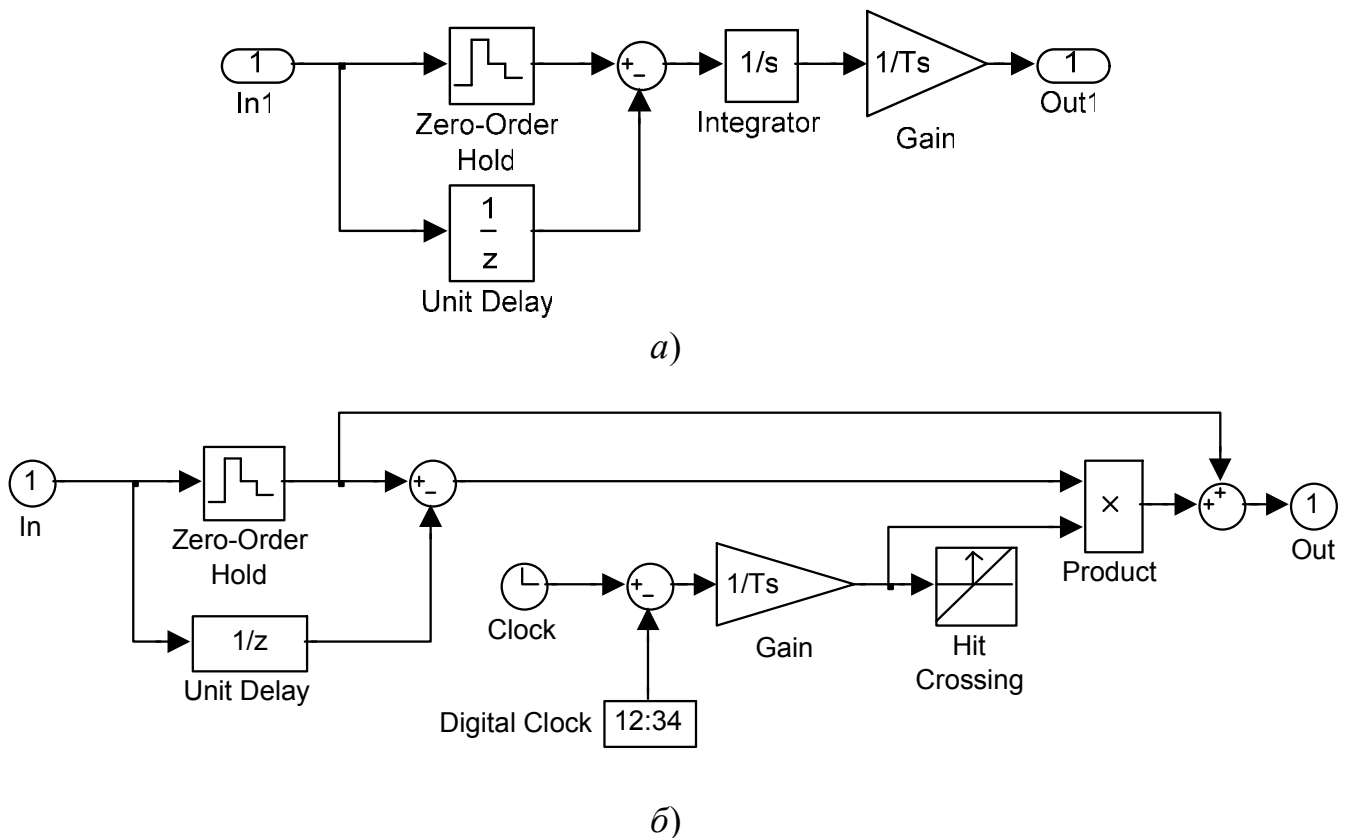 1
In1
Zero-Order
Hold
+
−
1/s
Integrator
1/Ts
Gain
1
Out1
1
z
Unit Delay
а)
1
In
Zero-Order
Hold
+
−
×
Product
+
+
1
Out
Clock
+
−
1/Ts
Gain
Hit
Crossing
1/z
Unit Delay
Digital Clock
12:34
б)